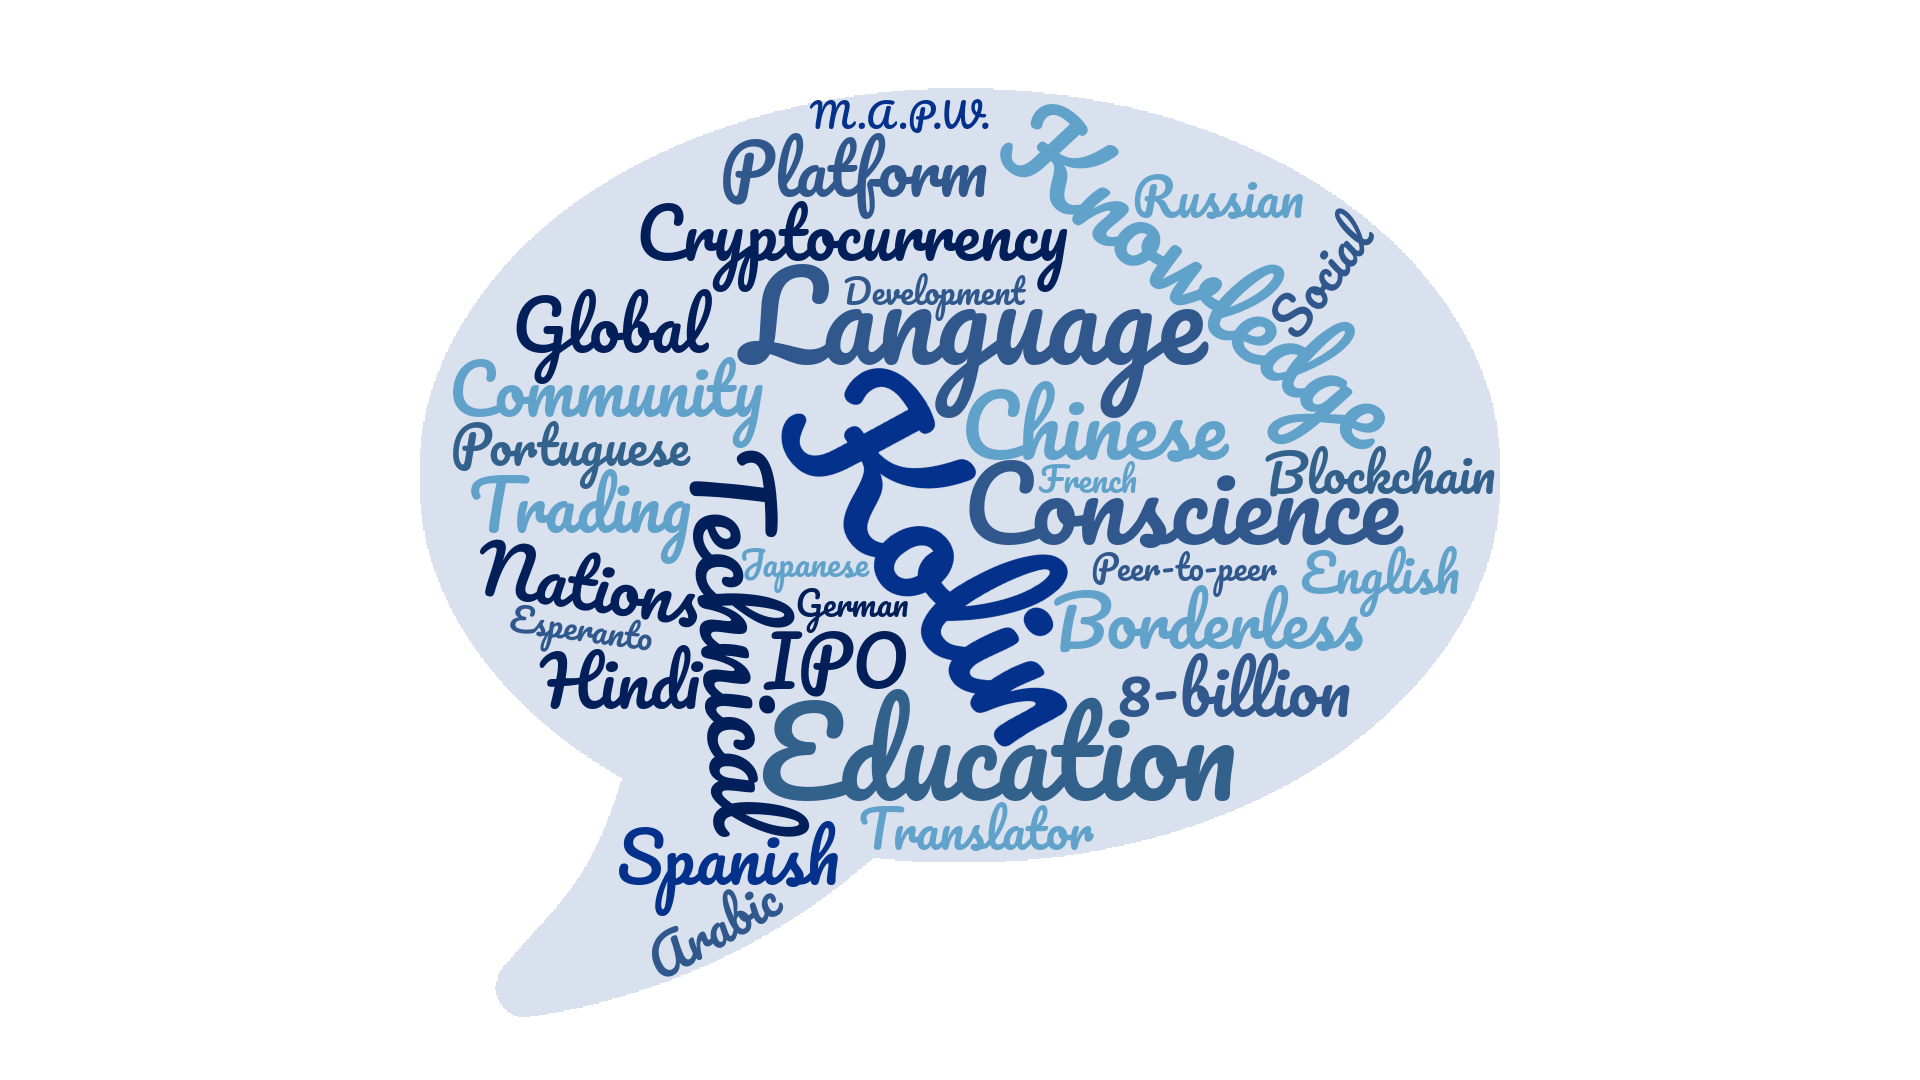 M.A.P.W.
Platform
Knowledge
Russian
Social
Cryptocurrency
Development
Language
Global
Community
Chinese
Portuguese
Kalin
French
Blockchain
Trading
Technical
Conscience
Nations
Japanese
Peer-to-peer
English
German
Esperanto
Borderless
Hindi
IPO
8-billion
Education
Translator
Spanish
Arabic